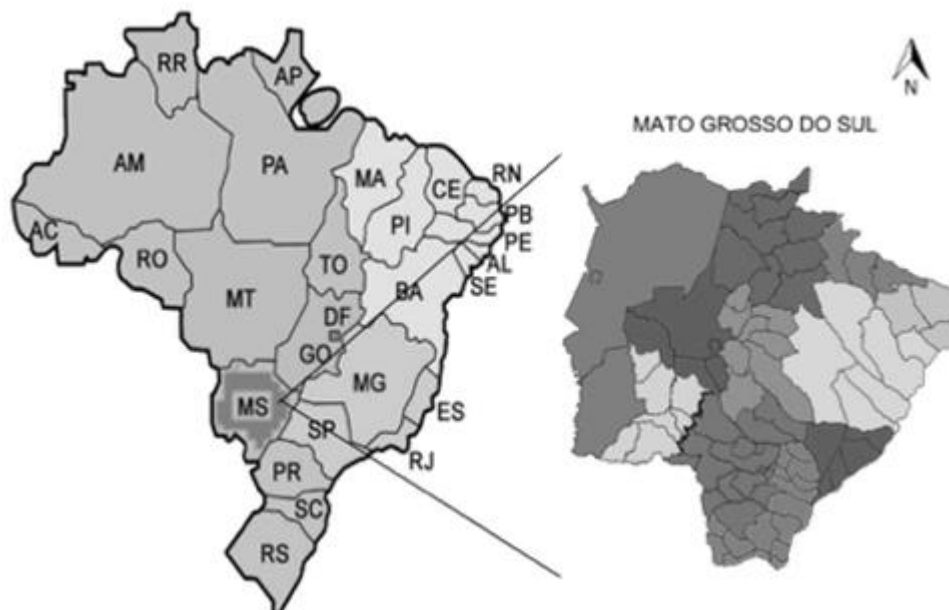 RR
AP
N
MATO GROSSO DO SUL
AM
PA
MA
CE
RN
PB
PI
PE
AC
AL
RO
TO
SE
MT
BA
DF
GO
MG
MS
ES
SP
RJ
PR
SC
RS